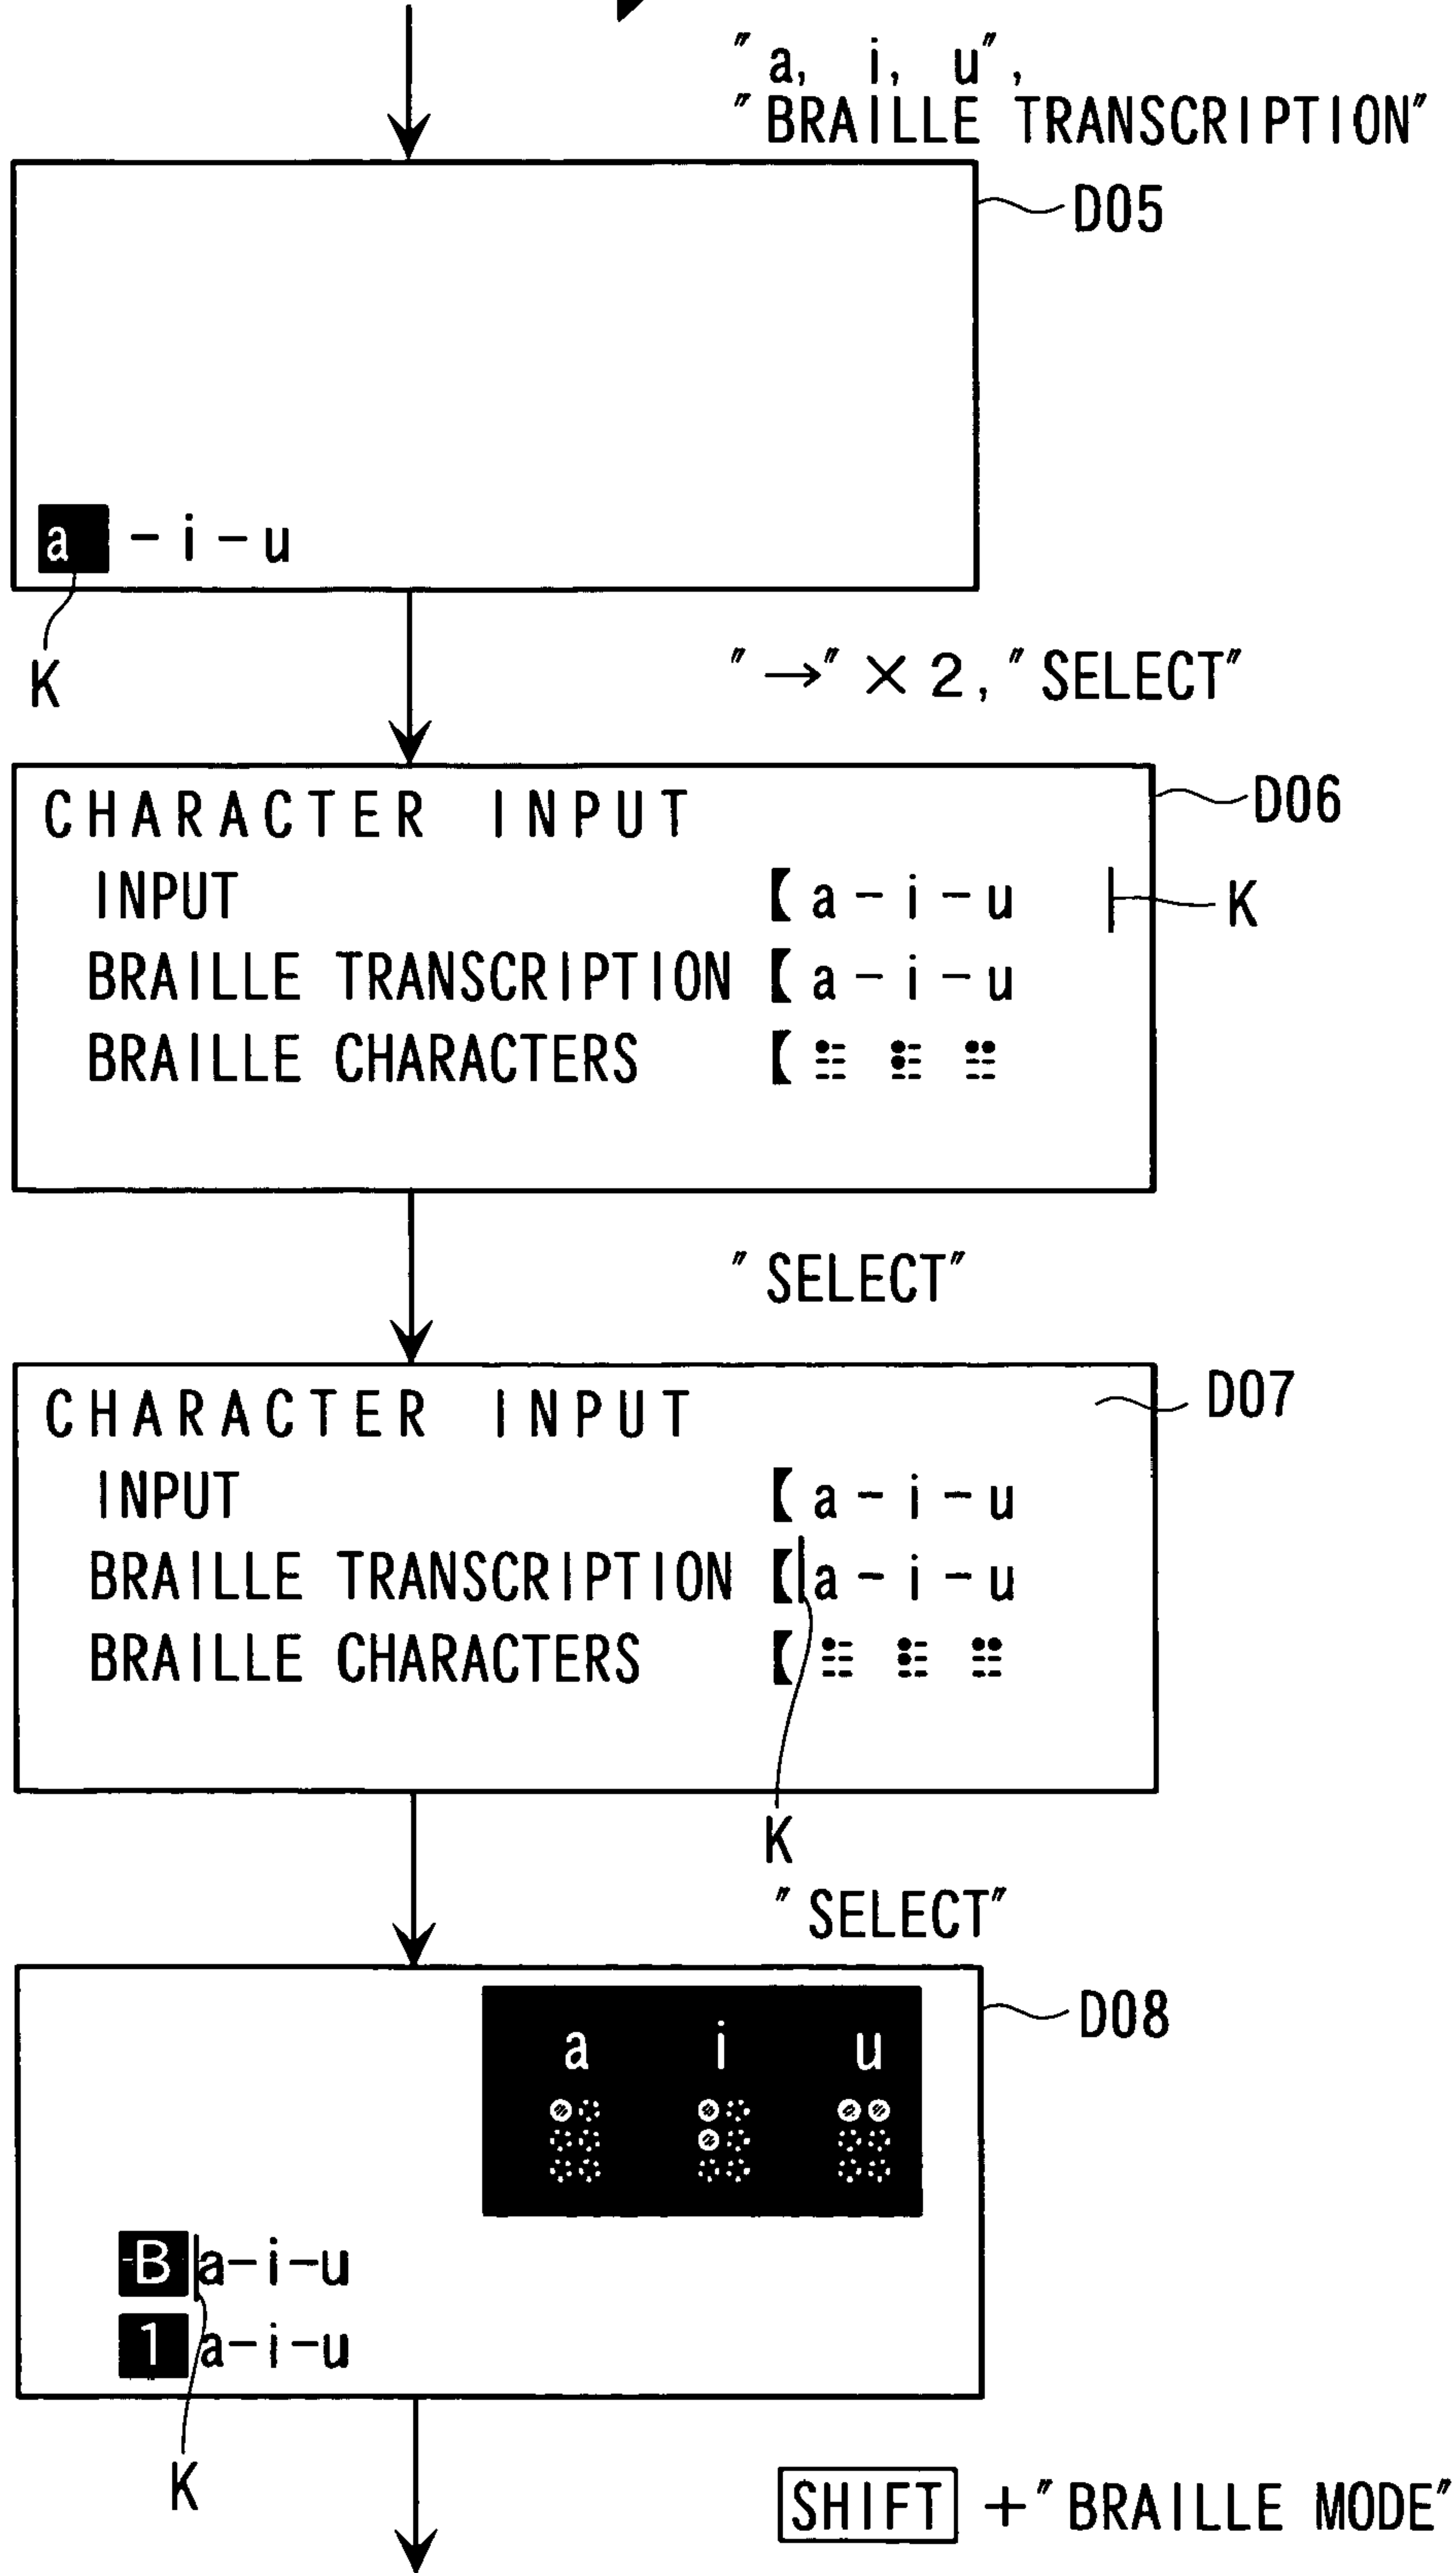 "a, i, u",
"BRAILLE TRANSCRIPTION"
D05
a - i - u
K
"→" × 2, "SELECT"
CHARACTER INPUT
D06
INPUT 【 a - i - u
K
BRAILLE TRANSCRIPTION 【 a - i - u
BRAILLE CHARACTERS 【 ⠁ ⠃ ⠉
"SELECT"
CHARACTER INPUT
D07
INPUT 【 a - i - u
BRAILLE TRANSCRIPTION 【 a - i - u
BRAILLE CHARACTERS 【 ⠁ ⠃ ⠉
K
"SELECT"
D08
a i u
⠁ ⠃ ⠉
B a-i-u
1 a-i-u
K
SHIFT + "BRAILLE MODE"